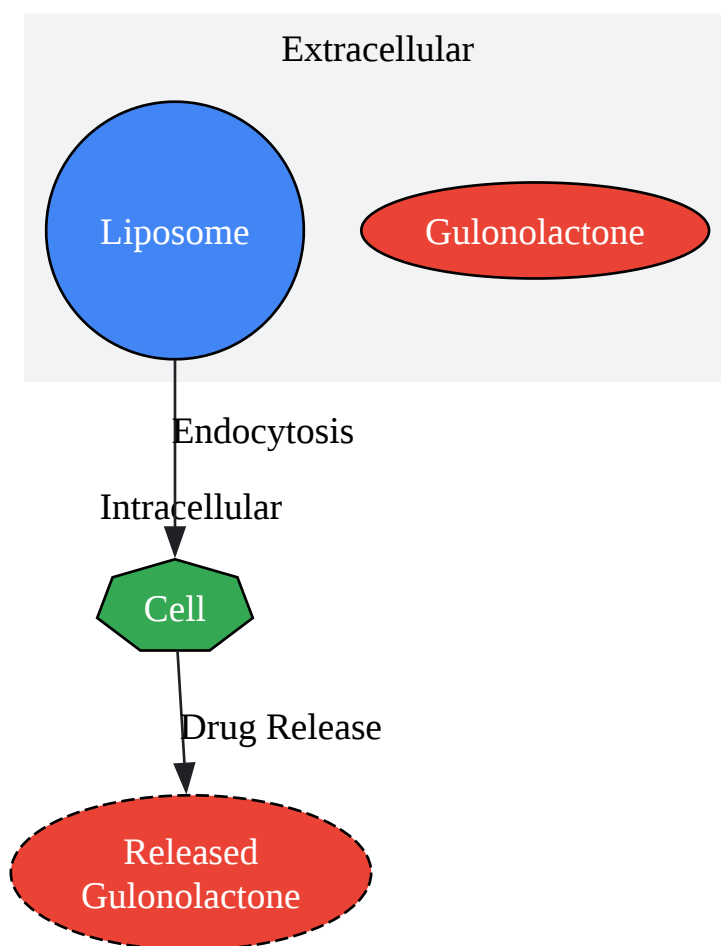 Extracellular
Liposome
Gulonolactone
Endocytosis
Intracellular
Cell
Drug Release
Released
Gulonolactone